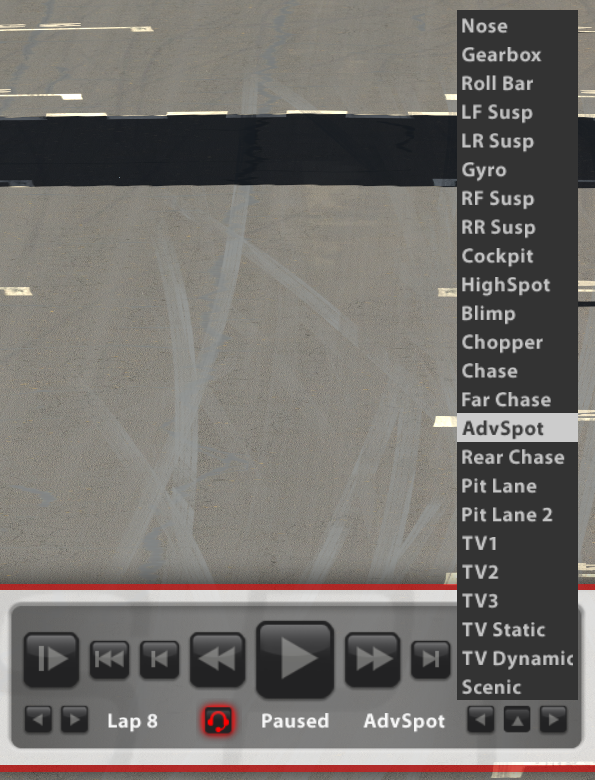 Nose
Gearbox
Roll Bar
LF Susp
LR Susp
Gyro
RF Susp
RR Susp
Cockpit
HighSpot
Blimp
Chopper
Chase
Far Chase
AdvSpot
Rear Chase
Pit Lane
Pit Lane 2
TV1
TV2
TV3
TV Static
TV Dynamic
Scenic
Lap 8 Paused AdvSpot